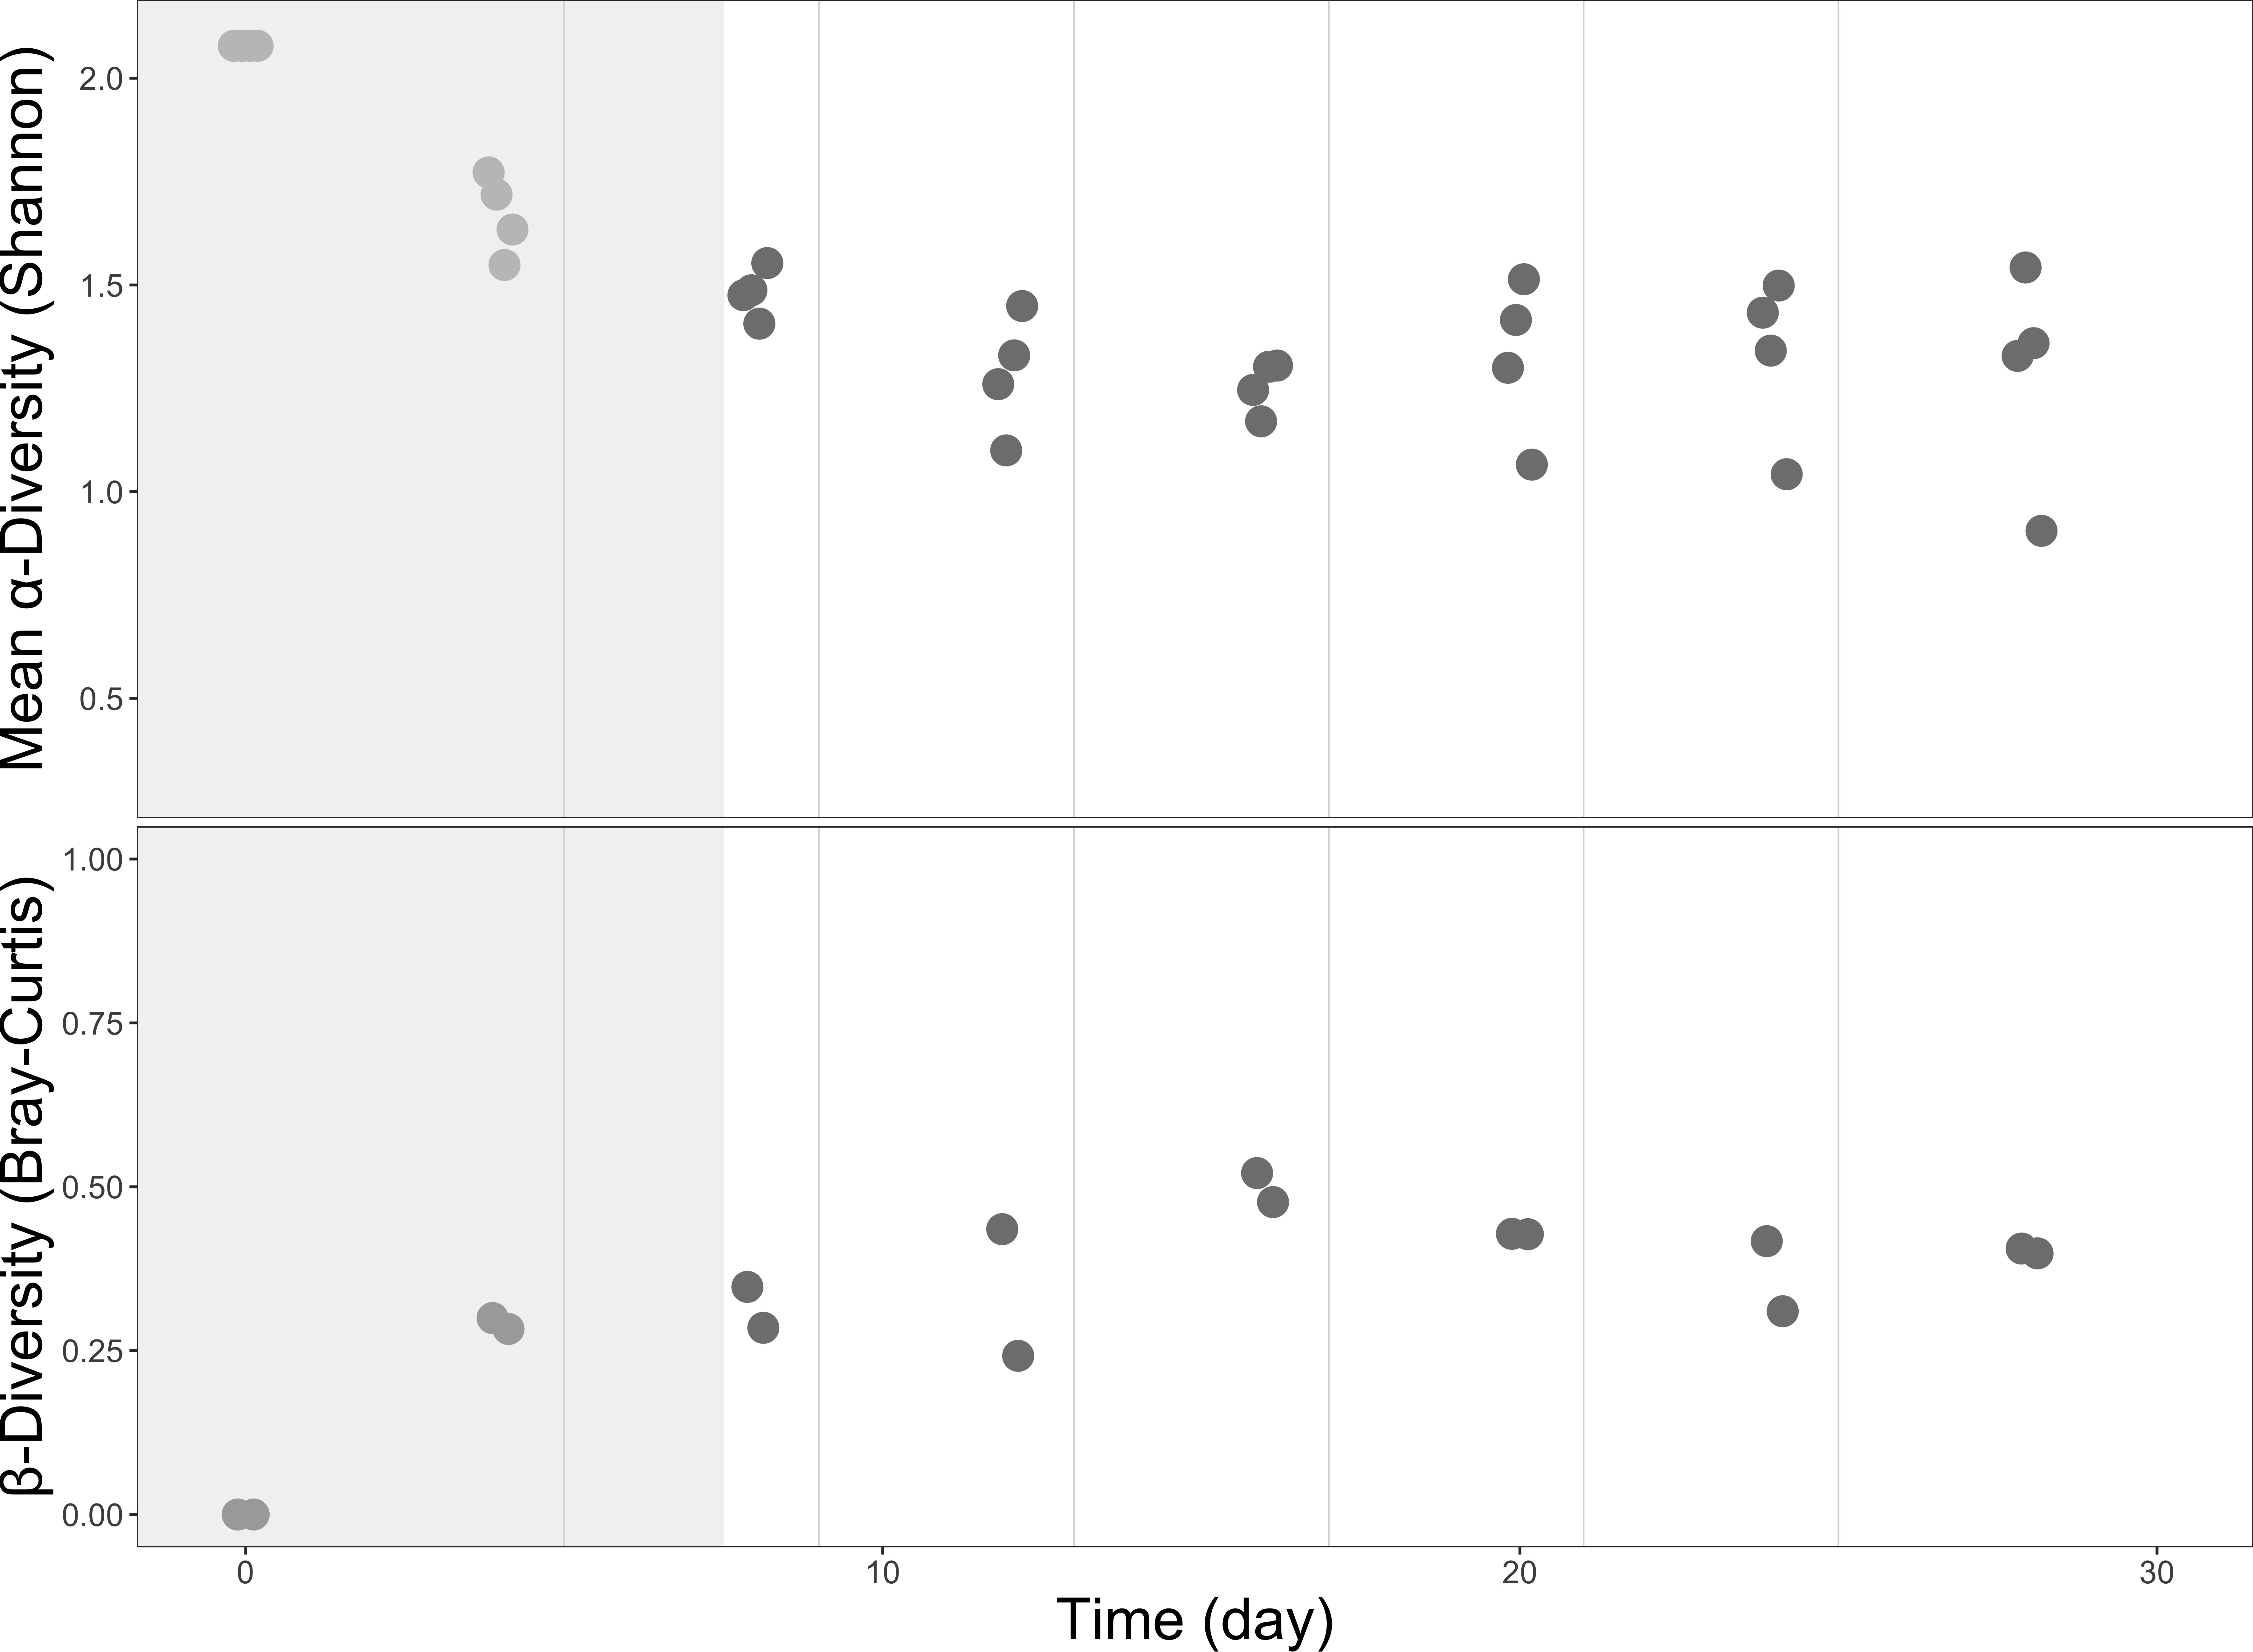 Mean α-Diversity (Shannon)
2.0
1.5
1.0
0.5
β-Diversity (Bray-Curtis)
1.00
0.75
0.50
0.25
0.00
0 10 20 30
Time (day)